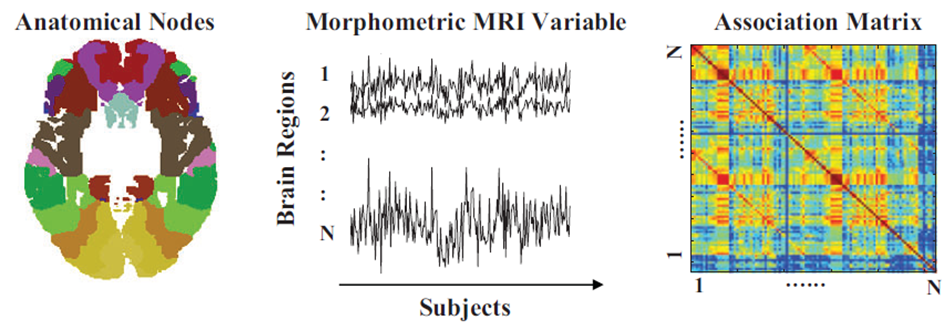 Anatomical Nodes
Morphometric MRI Variable
Association Matrix
Brain Regions
1
2
:
:
N
Subjects
N
......
1
1
......
N